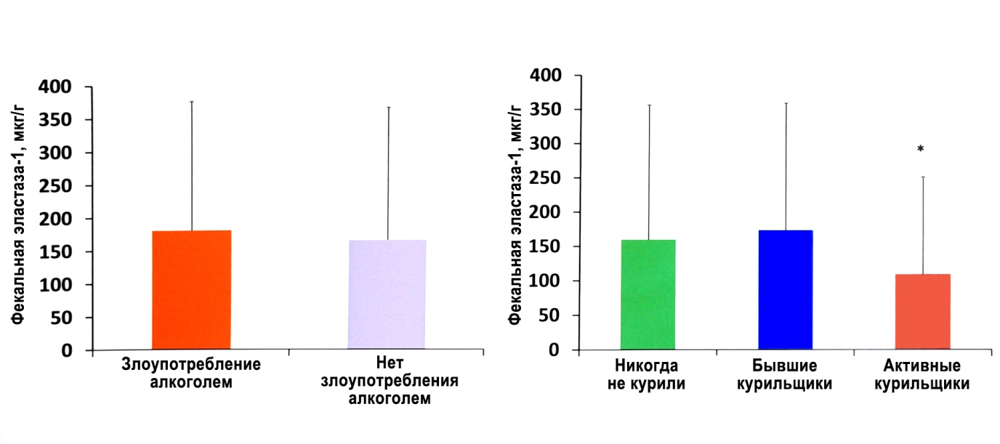 Фекальная эластаза-1, мкг/г
400
350
300
250
200
150
100
50
0
Злоупотребление
алкоголем
Нет
злоупотребления
алкоголем
Фекальная эластаза-1, мкг/г
400
350
300
250
200
150
100
50
0
*
Никогда
не курили
Бывшие
курильщики
Активные
курильщики